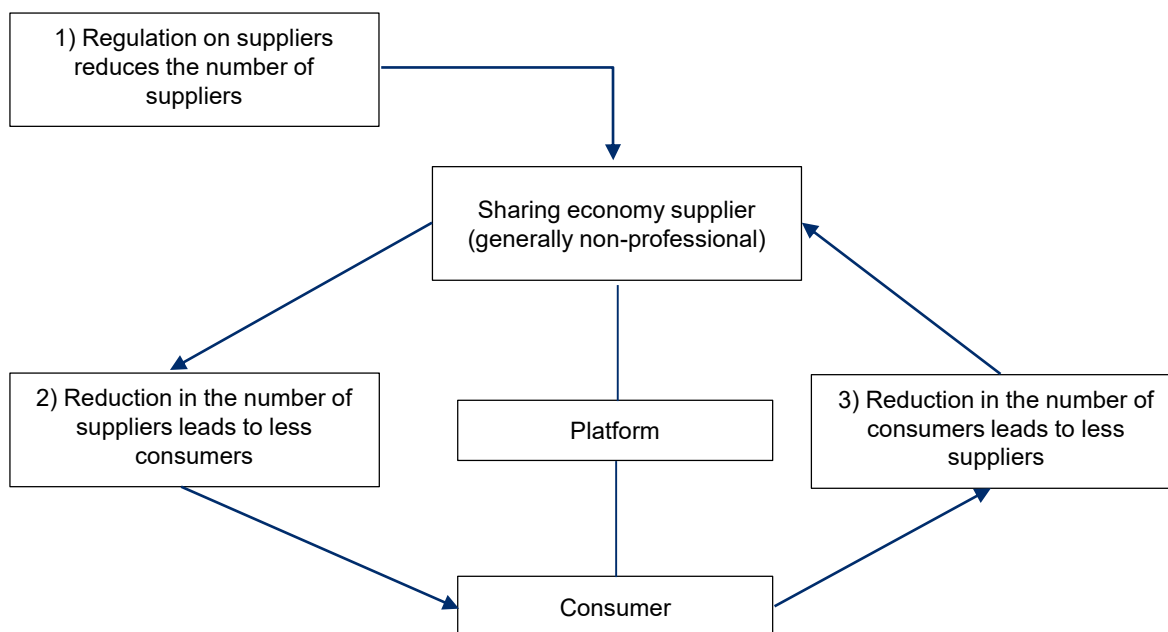 1) Regulation on suppliers
reduces the number of
suppliers
Sharing economy supplier
(generally non-professional)
2) Reduction in the number of
suppliers leads to less
consumers
Platform
3) Reduction in the number of
consumers leads to less
suppliers
Consumer